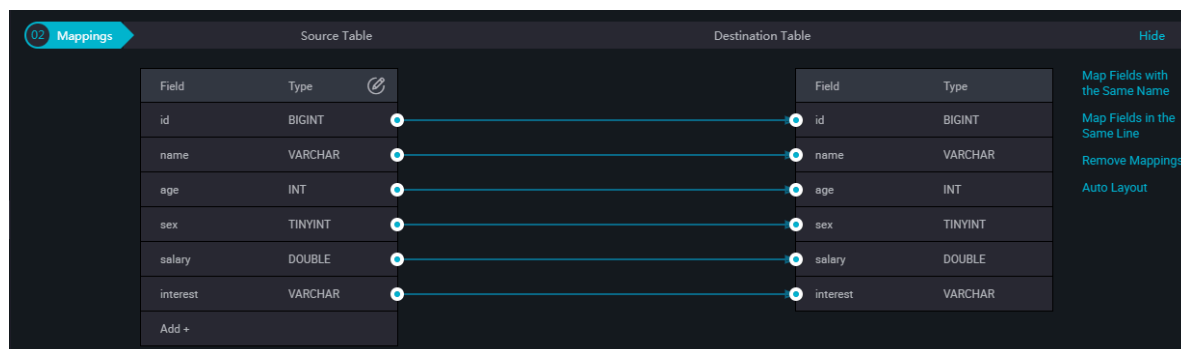 02 Mappings Source Table Destination Table Hide
Field Type Field Type Map Fields with
the Same Name
id BIGINT id BIGINT Map Fields in the
Same Line
name VARCHAR name VARCHAR Remove Mappings
age INT age INT Auto Layout
sex TINYINT sex TINYINT
salary DOUBLE salary DOUBLE
interest VARCHAR interest VARCHAR
Add +